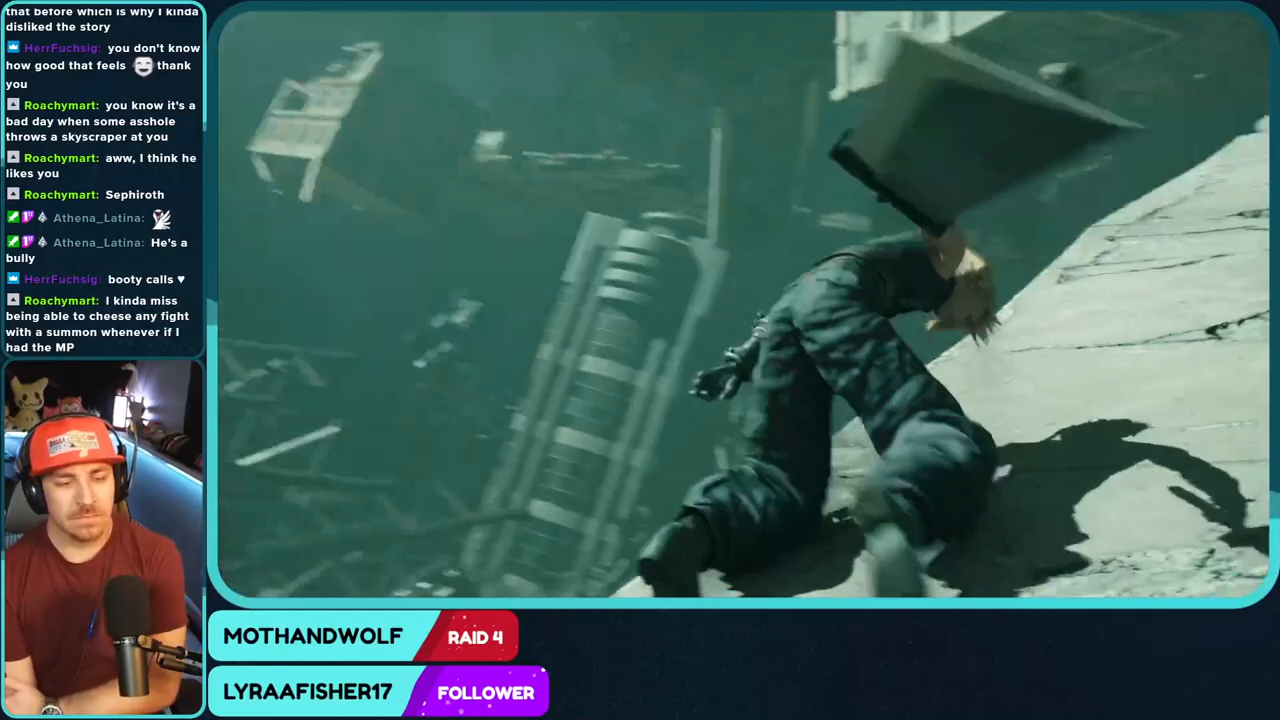 that before which is why I kinda
disliked the story
HerrFuchsig: you don't know
how good that feels thank
you
Roachymart: you know it's a
bad day when some asshole
throws a skyscraper at you
Roachymart: aww, I think he
likes you
Roachymart: Sephiroth
Athena_Latina:
Athena_Latina: He's a
bully
HerrFuchsig: booty calls ♥
Roachymart: I kinda miss
being able to cheese any fight
with a summon whenever if I
had the MP
MOTHANDWOLF RAID 4
LYRAAFISHER17 FOLLOWER